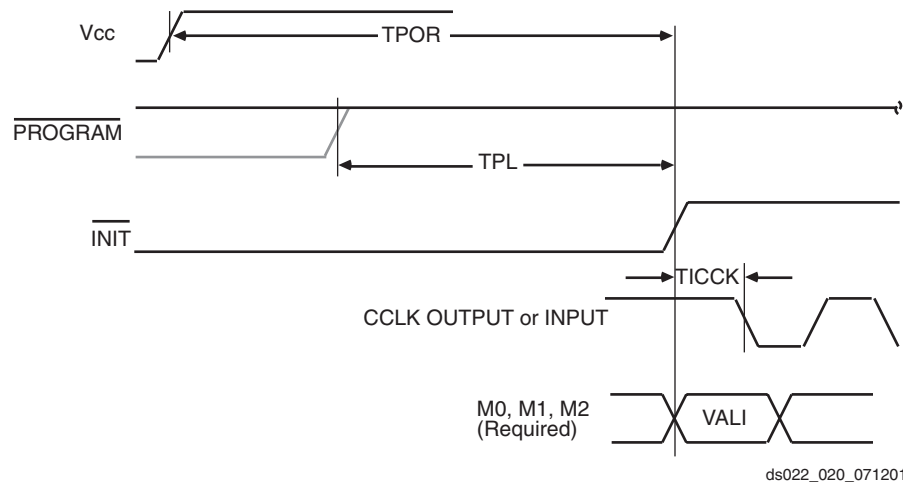 Vcc
TPOR
PROGRAM
TPL
INIT
TICCK
CCLK OUTPUT or INPUT
M0, M1, M2
(Required)
VALI
ds022_020_071201